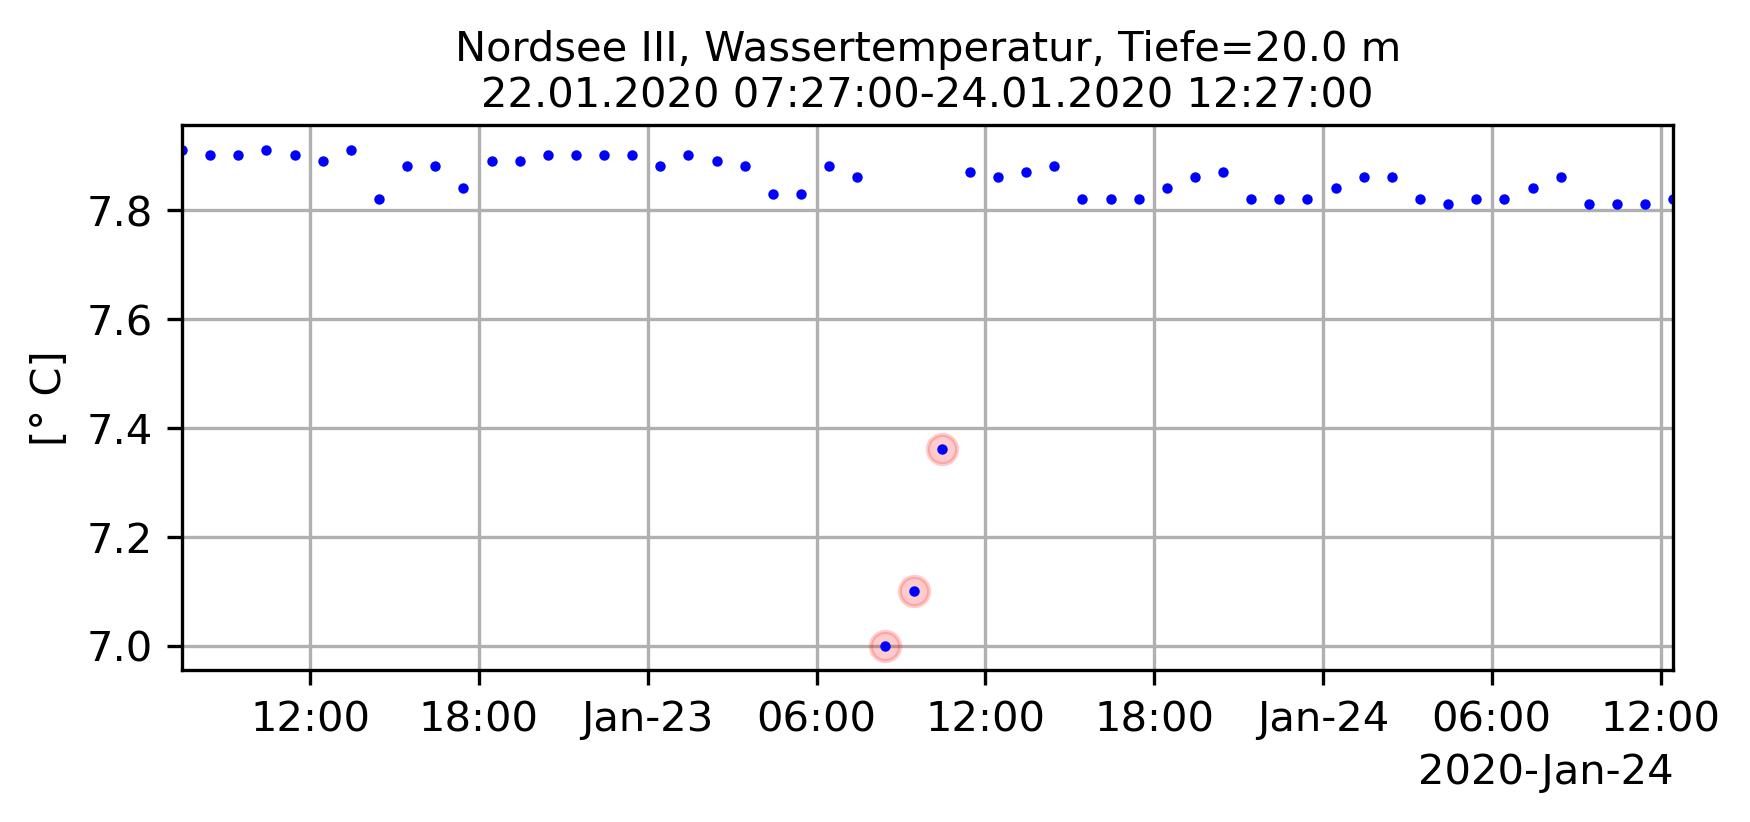 Nordsee III, Wassertemperatur, Tiefe=20.0 m
22.01.2020 07:27:00-24.01.2020 12:27:00
[° C]
7.8
7.6
7.4
7.2
7.0
12:00 18:00 Jan-23 06:00 12:00 18:00 Jan-24 06:00 12:00
2020-Jan-24